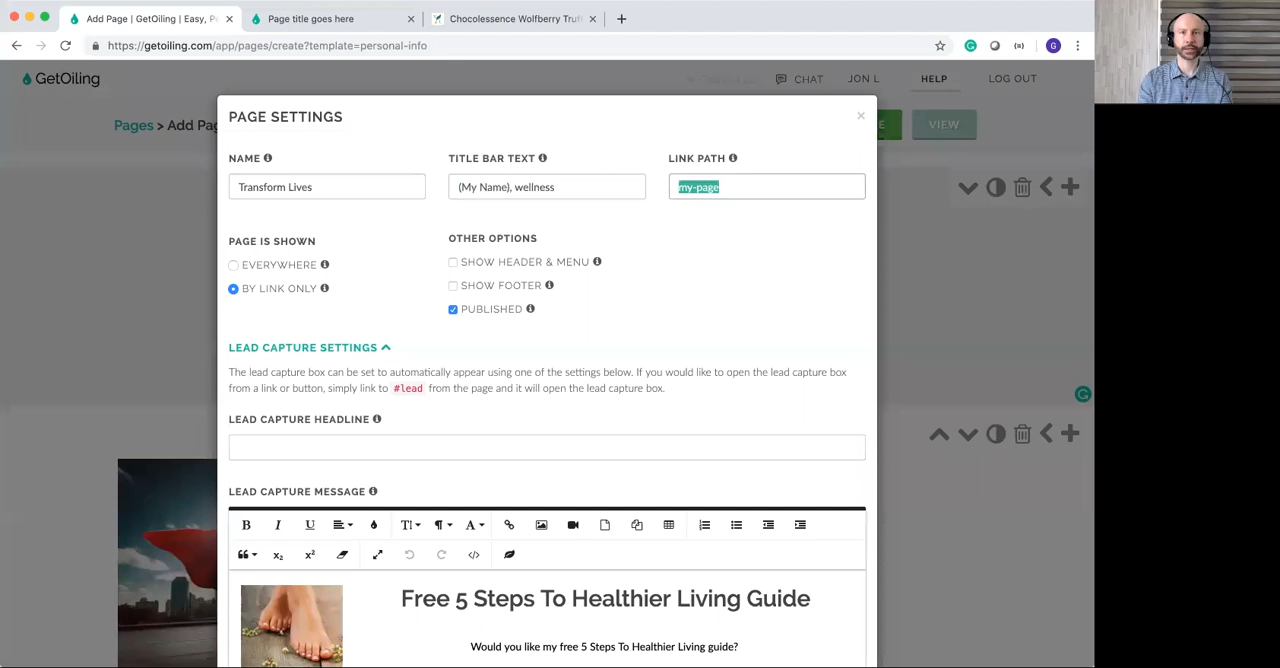 Add Page | GetOiling | Easy, P
Page title goes here
Chocolessence Wolfberry Truf
https://getoiling.com/app/pages/create?template=personal-info
G
GetOiling
CHAT
JON L
HELP
LOG OUT
Pages > Add Pag
E
VIEW
PAGE SETTINGS
×
NAME
TITLE BAR TEXT
LINK PATH
Transform Lives
(My Name), wellness
my-page
PAGE IS SHOWN
OTHER OPTIONS
EVERYWHERE
SHOW HEADER & MENU
BY LINK ONLY
SHOW FOOTER
PUBLISHED
LEAD CAPTURE SETTINGS
The lead capture box can be set to automatically appear using one of the settings below. If you would like to open the lead capture box
from a link or button, simply link to #lead from the page and it will open the lead capture box.
LEAD CAPTURE HEADLINE
LEAD CAPTURE MESSAGE
Free 5 Steps To Healthier Living Guide
Would you like my free 5 Steps To Healthier Living guide?